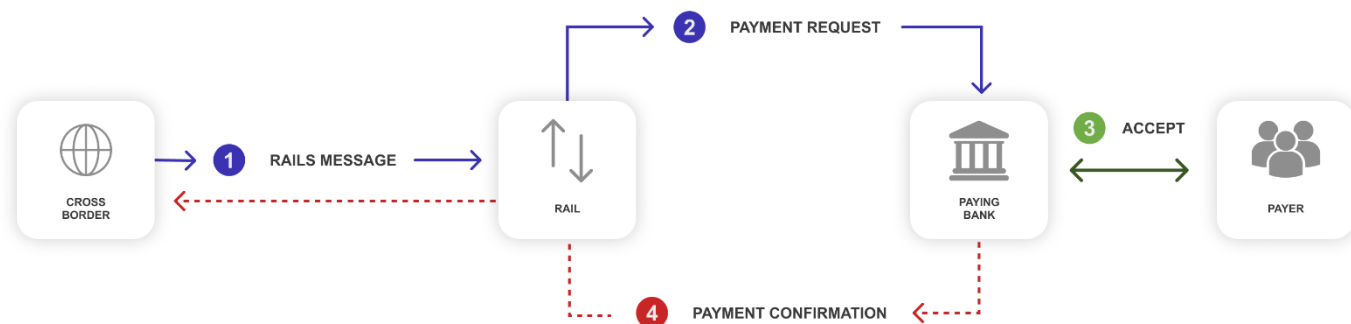 2 PAYMENT REQUEST
1 RAILS MESSAGE
3 ACCEPT
CROSS
BORDER
RAIL
PAYING
BANK
PAYER
4 PAYMENT CONFIRMATION